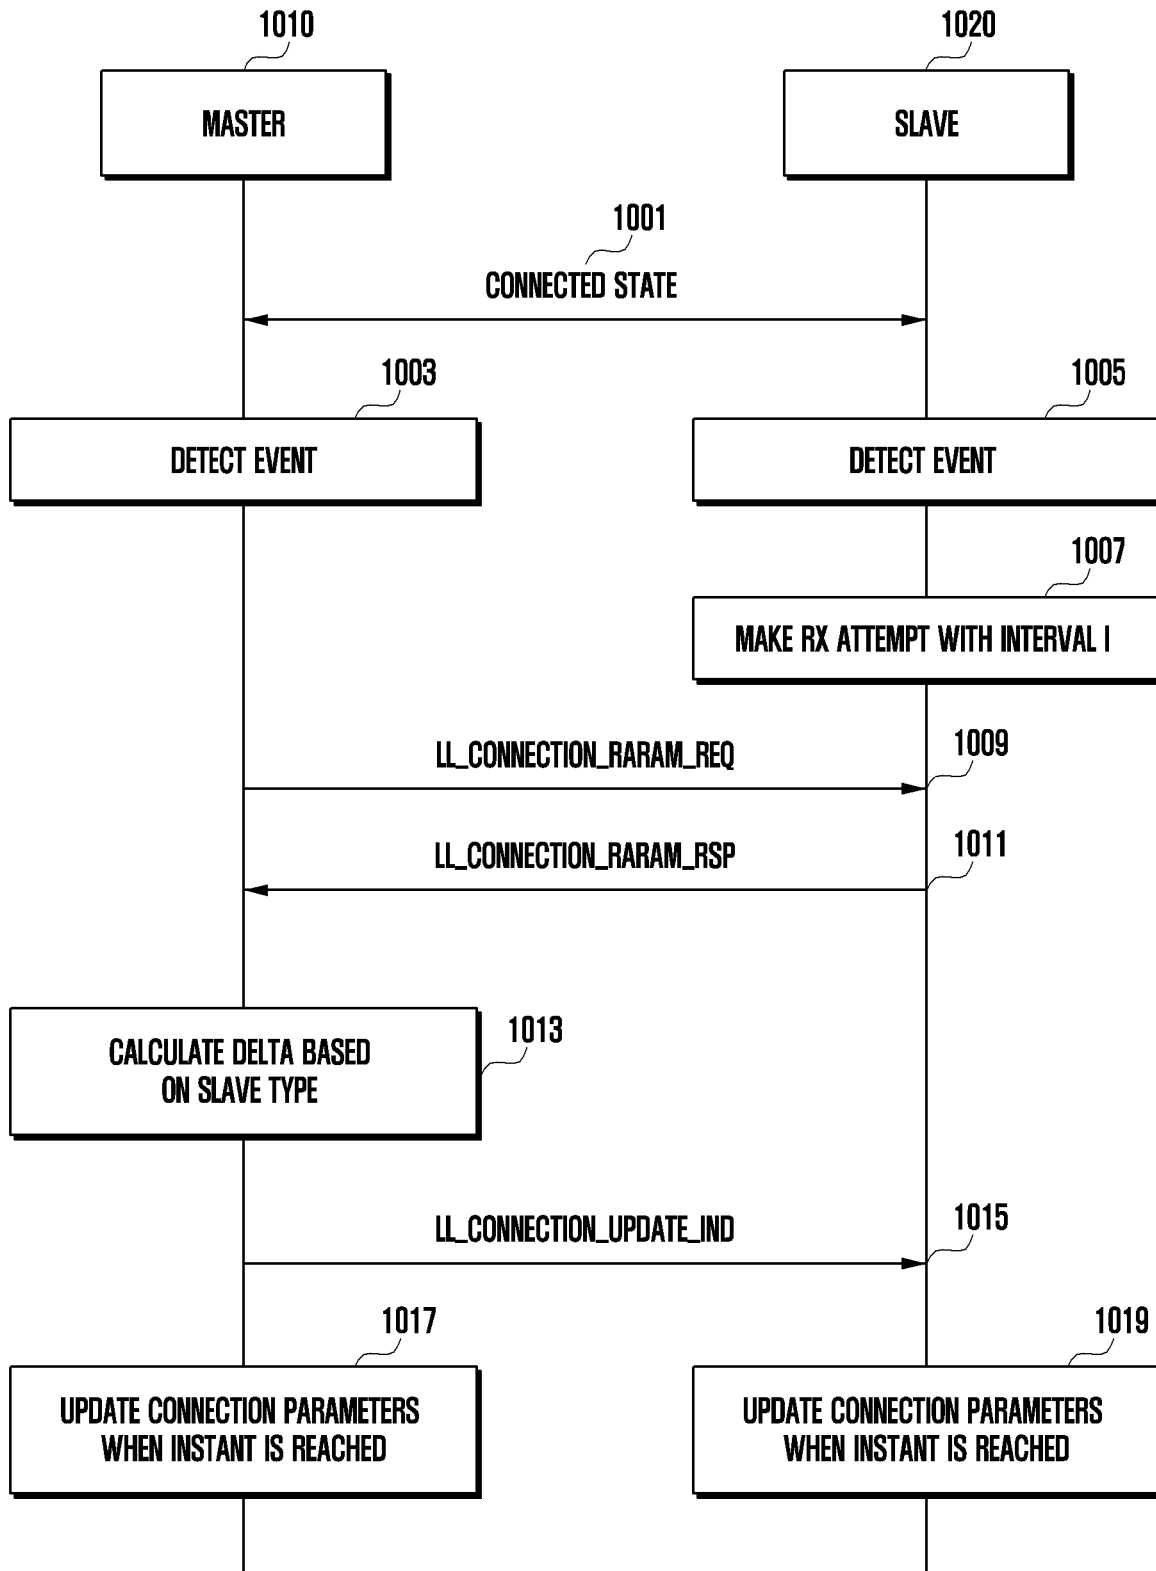 1010
1020
MASTER
SLAVE
1001
CONNECTED STATE
1003
1005
DETECT EVENT
DETECT EVENT
1007
MAKE RX ATTEMPT WITH INTERVAL I
LL_CONNECTION_RARAM_REQ
1009
LL_CONNECTION_RARAM_RSP
1011
CALCULATE DELTA BASED
ON SLAVE TYPE
1013
LL_CONNECTION_UPDATE_IND
1015
1017
1019
UPDATE CONNECTION PARAMETERS
WHEN INSTANT IS REACHED
UPDATE CONNECTION PARAMETERS
WHEN INSTANT IS REACHED